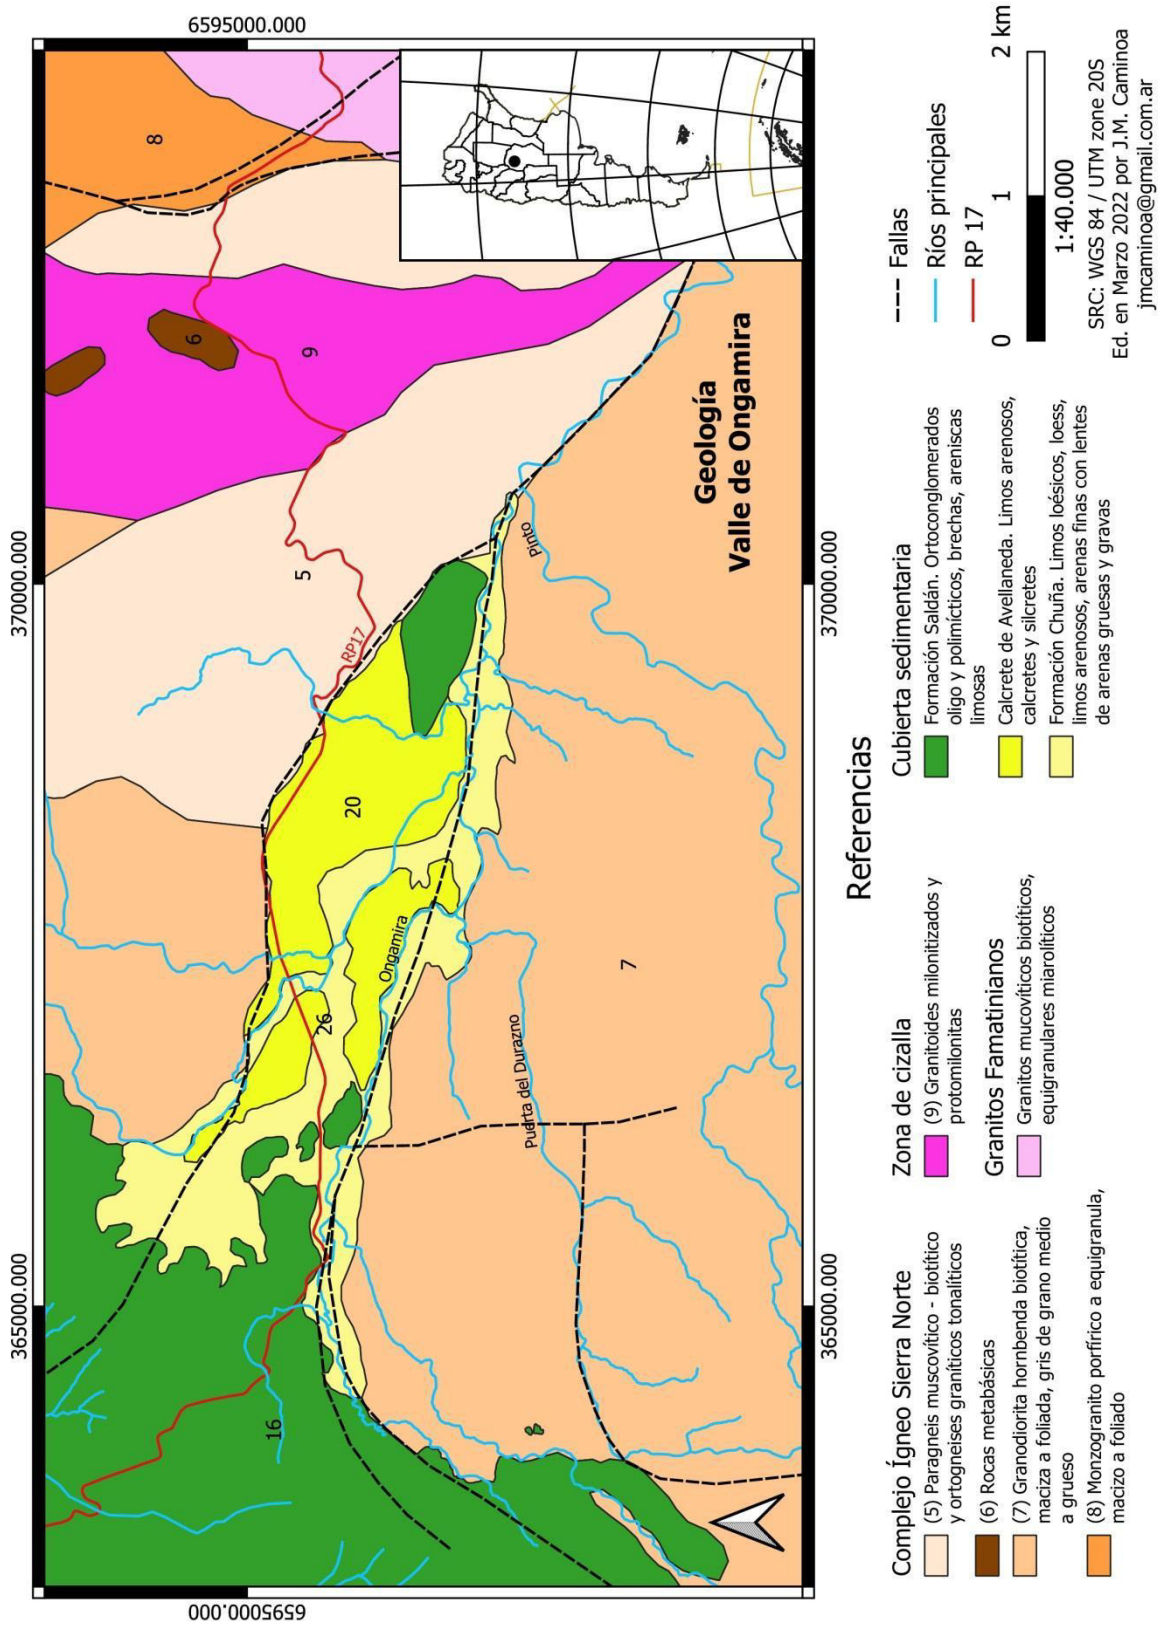 370000.000
365000.000
6595000.000
6595000.000
8
6
9
5
RP17
20
26
16
Ongamira
Pinto
Puerta del Durazno
7
Geología
Valle de Ongamira
365000.000
370000.000
Referencias
Complejo Ígneo Sierra Norte
(5) Paragneis muscovítico - biotítico
y ortogneises graníticos tonalíticos
(6) Rocas metabásicas
(7) Granodiorita hornbenda biotítica,
maciza a foliada, gris de grano medio
a grueso
(8) Monzogranito porfírico a equigranula,
macizo a foliado
Zona de cizalla
(9) Granitoides milonitizados y
protomilonitas
Granitos Famatinianos
Granitos mucovíticos biotíticos,
equigranulares miarolíticos
Cubierta sedimentaria
Formación Saldán. Ortoconglomerados
oligo y polimícticos, brechas, areniscas
limosas
Calcrete de Avellaneda. Limos arenosos,
calcretes y silcretes
Formación Chuña. Limos loésicos, loess,
limos arenosos, arenas finas con lentes
de arenas gruesas y gravas
Fallas
Ríos principales
RP 17
0 1 2 km
1:40.000
SRC: WGS 84 / UTM zone 20S
Ed. en Marzo 2022 por J.M. Caminoa
jmcaminoa@gmail.com.ar